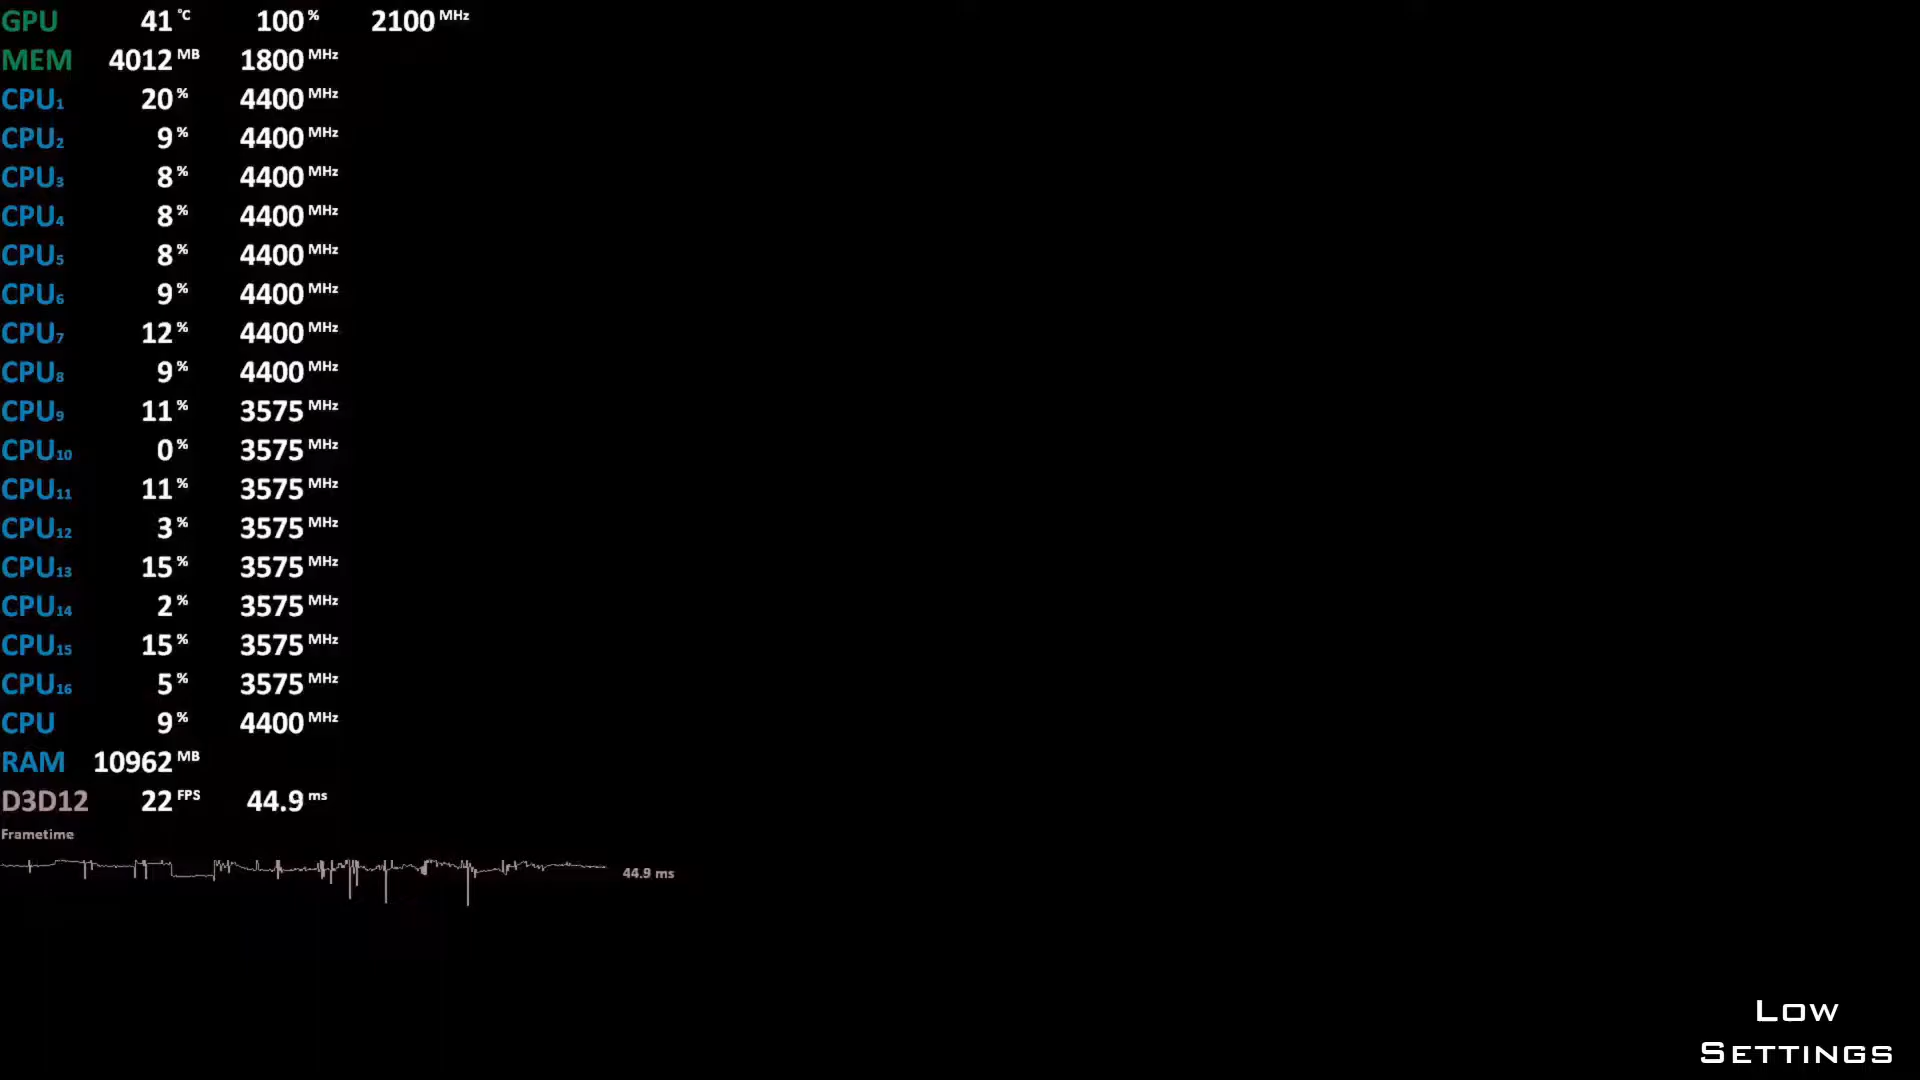 GPU 41 °C 100 % 2100 MHz
MEM 4012 MB 1800 MHz
CPU1 20 % 4400 MHz
CPU2 9 % 4400 MHz
CPU3 8 % 4400 MHz
CPU4 8 % 4400 MHz
CPU5 8 % 4400 MHz
CPU6 9 % 4400 MHz
CPU7 12 % 4400 MHz
CPU8 9 % 4400 MHz
CPU9 11 % 3575 MHz
CPU10 0 % 3575 MHz
CPU11 11 % 3575 MHz
CPU12 3 % 3575 MHz
CPU13 15 % 3575 MHz
CPU14 2 % 3575 MHz
CPU15 15 % 3575 MHz
CPU16 5 % 3575 MHz
CPU 9 % 4400 MHz
RAM 10962 MB
D3D12 22 FPS 44.9 ms
Frametime
44.9 ms
Low
Settings